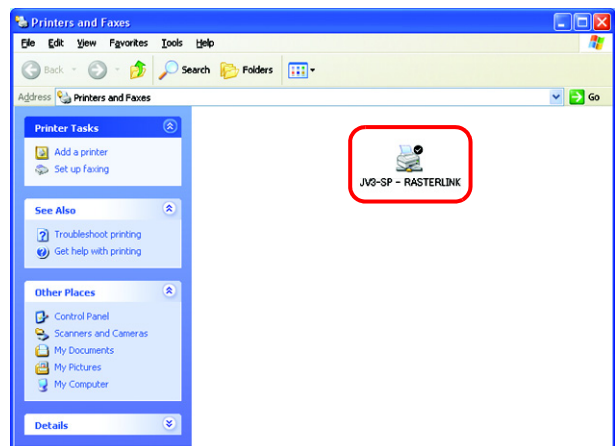 Printers and Faxes
File Edit View Favorites Tools Help
Back Search Folders
Address Printers and Faxes Go
Printer Tasks
Add a printer
Set up faxing
See Also
Troubleshoot printing
Get help with printing
Other Places
Control Panel
Scanners and Cameras
My Documents
My Pictures
My Computer
Details
JV3-SP - RASTERLINK